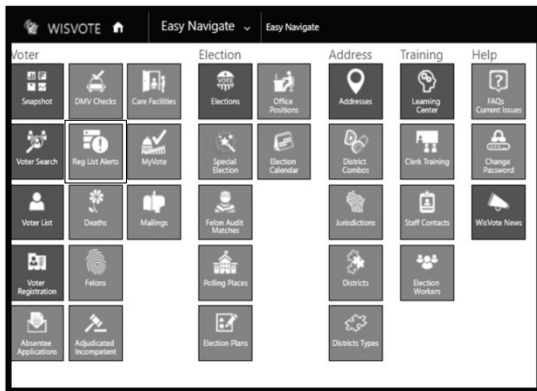 WISVOTE Easy Navigate Easy Navigate
Voter Election Address Training Help
Snapshot DMV Checks Care Facilities Elections Office Positions Addresses Learning Center FAQs Current Issues
Voter Search Reg List Alerts MyVote Special Election Election Calendar District Combos Clerk Training Change Password
Voter List Deaths Mailings Felon Audit Matches Jurisdictions Staff Contacts WisVote News
Voter Registration Felons Polling Places Districts Election Workers
Absentee Applications Adjudicated Incompetent Election Plans Districts Types